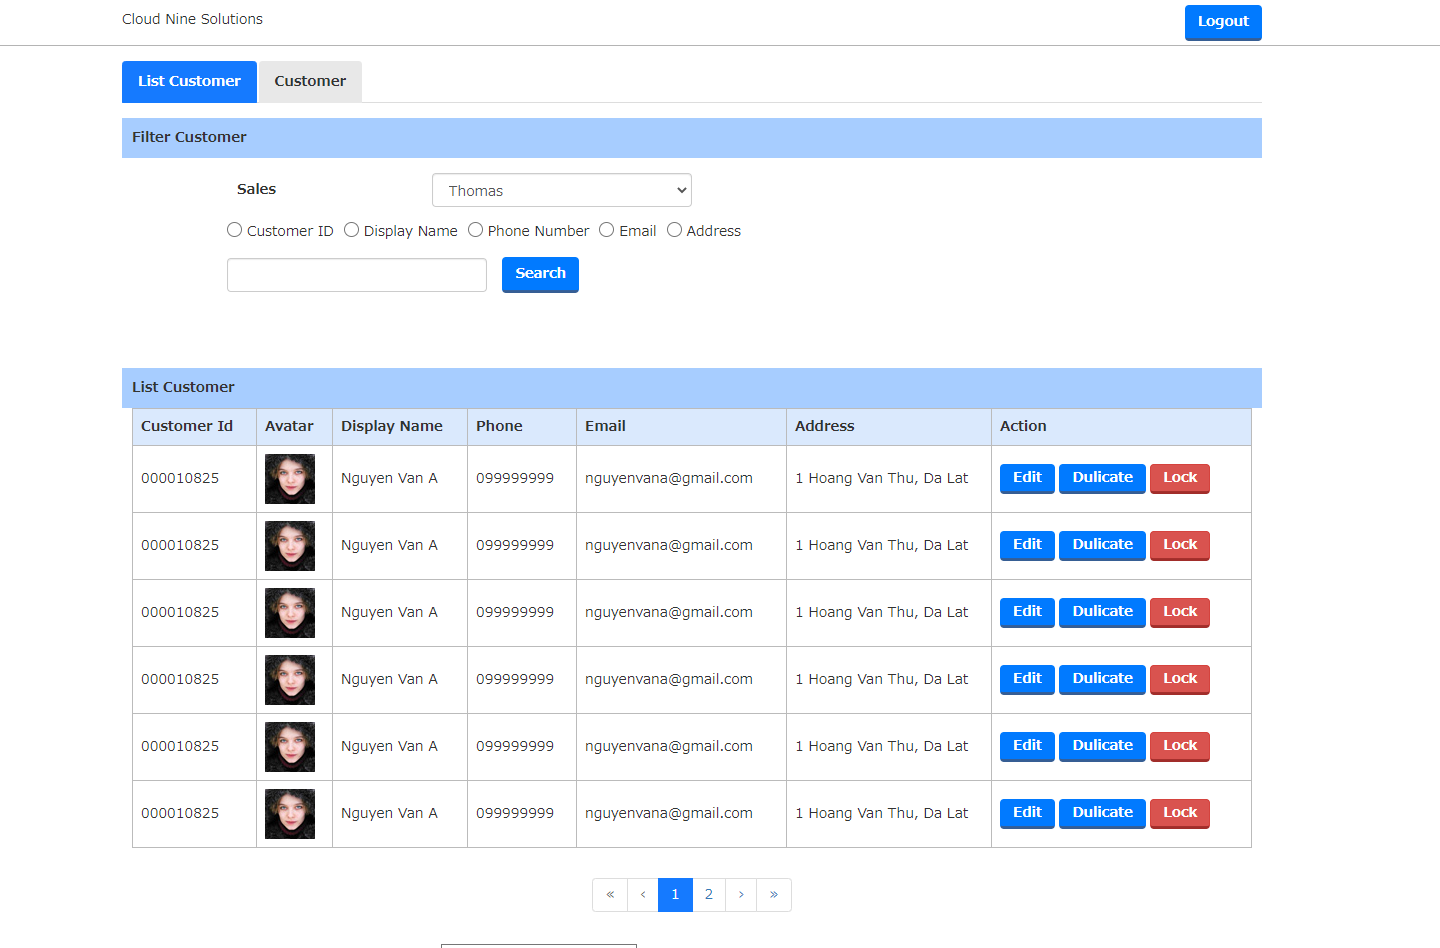 Cloud Nine Solutions Logout
List Customer Customer
Filter Customer
Sales Thomas
Customer ID Display Name Phone Number Email Address
Search
List Customer
Customer Id Avatar Display Name Phone Email Address Action
000010825 Nguyen Van A 099999999 nguyenvana@gmail.com 1 Hoang Van Thu, Da Lat Edit Dulicate Lock
000010825 Nguyen Van A 099999999 nguyenvana@gmail.com 1 Hoang Van Thu, Da Lat Edit Dulicate Lock
000010825 Nguyen Van A 099999999 nguyenvana@gmail.com 1 Hoang Van Thu, Da Lat Edit Dulicate Lock
000010825 Nguyen Van A 099999999 nguyenvana@gmail.com 1 Hoang Van Thu, Da Lat Edit Dulicate Lock
000010825 Nguyen Van A 099999999 nguyenvana@gmail.com 1 Hoang Van Thu, Da Lat Edit Dulicate Lock
000010825 Nguyen Van A 099999999 nguyenvana@gmail.com 1 Hoang Van Thu, Da Lat Edit Dulicate Lock
« ‹ 1 2 › »